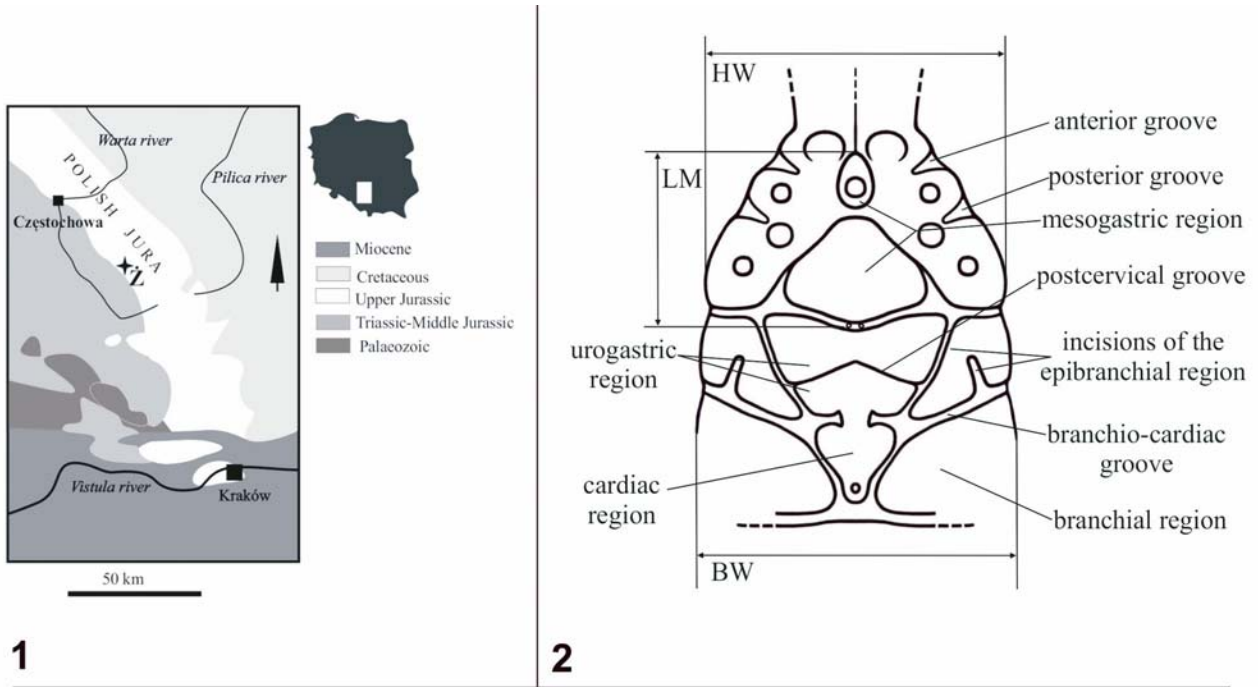 Warta river
POLISH JURA
Pilica river
Częstochowa
Ż
Miocene
Cretaceous
Upper Jurassic
Triassic-Middle Jurassic
Palaeozoic
Vistula river
Kraków
50 km
1
HW
anterior groove
LM
posterior groove
mesogastric region
postcervical groove
urogastric
region
incisions of the
epibranchial region
branchio-cardiac
groove
cardiac
region
branchial region
BW
2